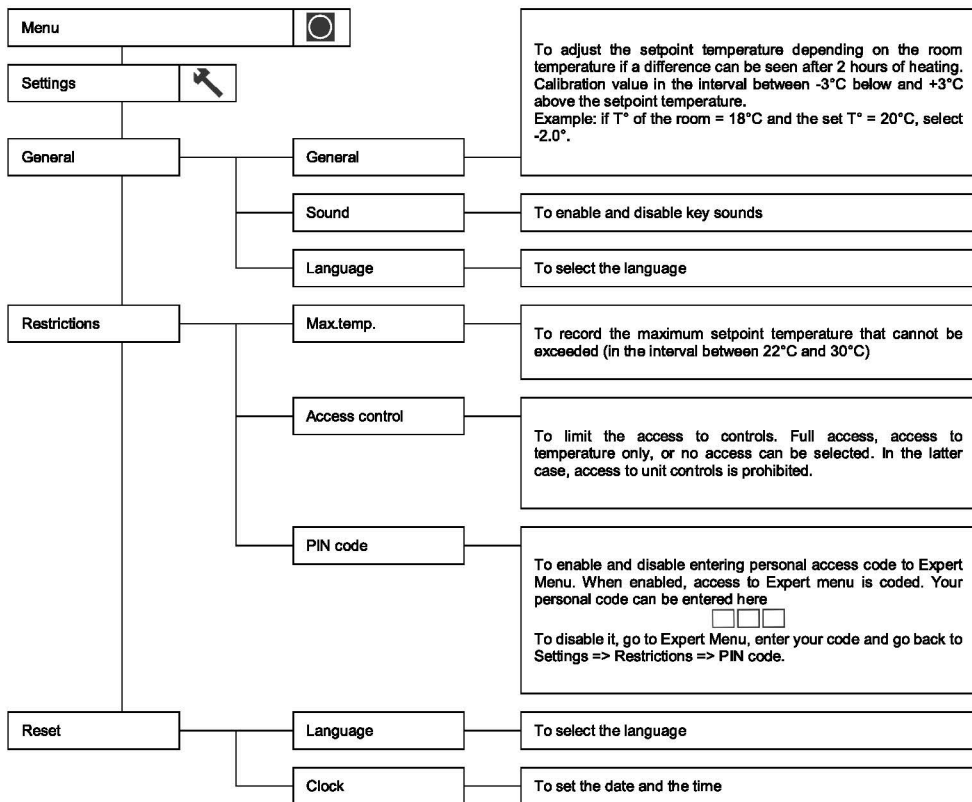 Menu
Settings
General
General
To adjust the setpoint temperature depending on the room
temperature if a difference can be seen after 2 hours of heating.
Calibration value in the interval between -3°C below and +3°C
above the setpoint temperature.
Example: if T° of the room = 18°C and the set T° = 20°C, select
-2.0°.
Sound
To enable and disable key sounds
Language
To select the language
Restrictions
Max.temp.
To record the maximum setpoint temperature that cannot be
exceeded (in the interval between 22°C and 30°C)
Access control
To limit the access to controls. Full access, access to
temperature only, or no access can be selected. In the latter
case, access to unit controls is prohibited.
PIN code
To enable and disable entering personal access code to Expert
Menu. When enabled, access to Expert menu is coded. Your
personal code can be entered here
To disable it, go to Expert Menu, enter your code and go back to
Settings => Restrictions => PIN code.
Reset
Language
To select the language
Clock
To set the date and the time